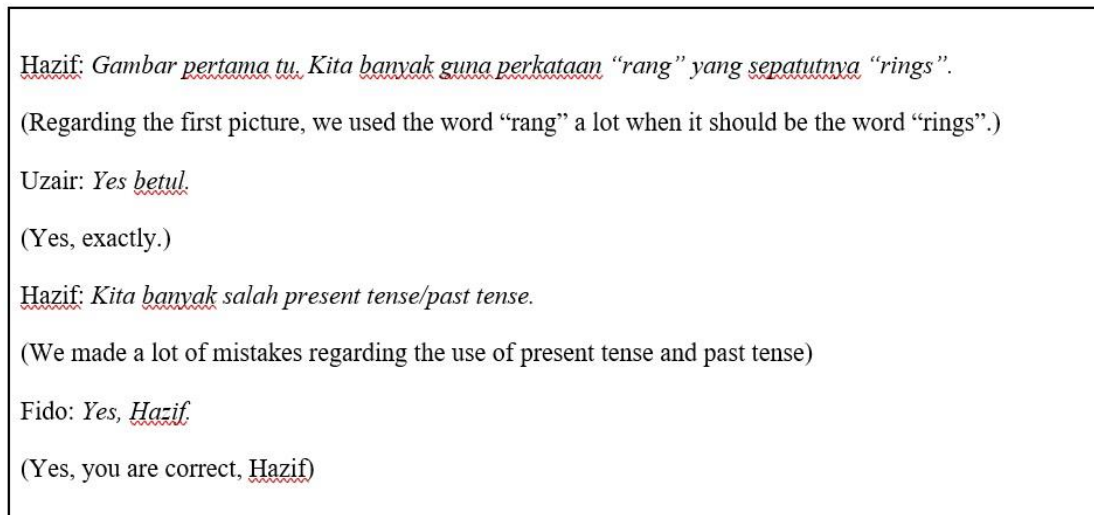 Hazif: Gambar pertama tu. Kita banyak guna perkataan “rang” yang sepatutnya “rings”.
(Regarding the first picture, we used the word “rang” a lot when it should be the word “rings”.)
Uzair: Yes betul.
(Yes, exactly.)
Hazif: Kita banyak salah present tense/past tense.
(We made a lot of mistakes regarding the use of present tense and past tense)
Fido: Yes, Hazif.
(Yes, you are correct, Hazif)